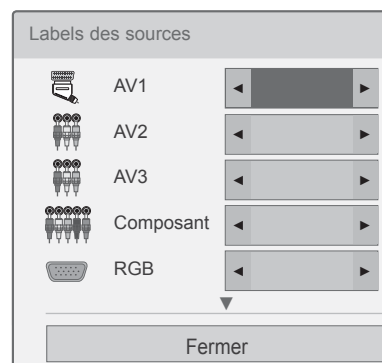 Labels des sources
AV1
AV2
AV3
Composant
RGB
Fermer